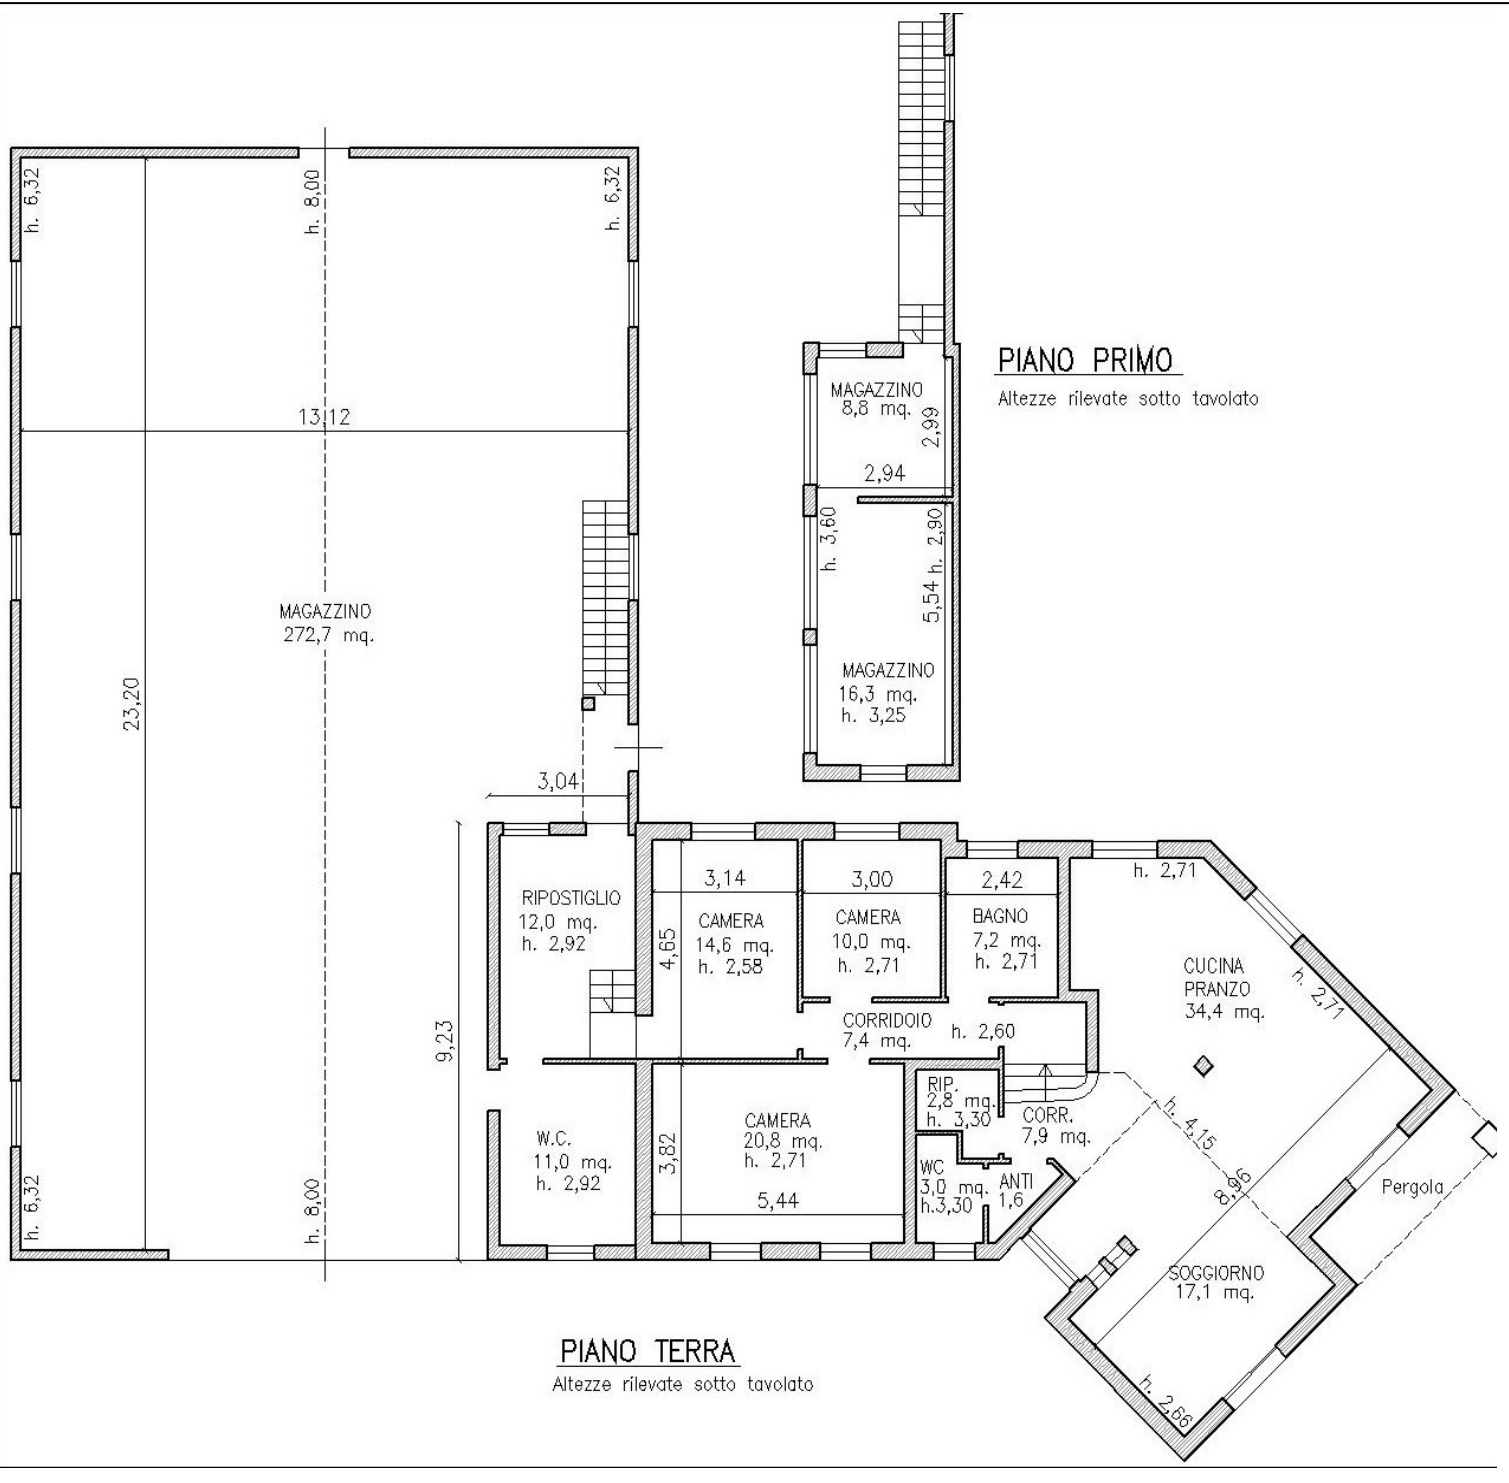 h. 6,32
h. 8,00
h. 6,32
13,12
23,20
MAGAZZINO
272,7 mq.
h. 6,32
h. 8,00
PIANO PRIMO
Altezze rilevate sotto tavolato
MAGAZZINO
8,8 mq.
2,99
2,94
h. 3,60
5,54 h. 2,90
MAGAZZINO
16,3 mq.
h. 3,25
3,04
9,23
RIPOSTIGLIO
12,0 mq.
h. 2,92
W.C.
11,0 mq.
h. 2,92
3,14
4,65
CAMERA
14,6 mq.
h. 2,58
3,00
CAMERA
10,0 mq.
h. 2,71
2,42
BAGNO
7,2 mq.
h. 2,71
CORRIDOIO
7,4 mq.
h. 2,60
CAMERA
20,8 mq.
h. 2,71
3,82
5,44
RIP.
2,8 mq.
h. 3,30
CORR.
7,9 mq.
WC
3,0 mq.
h.3,30
ANTI
1,6
h. 2,71
h. 2,71
CUCINA
PRANZO
34,4 mq.
h. 4,15
8,96
Pergola
SOGGIORNO
17,1 mq.
h. 2,66
PIANO TERRA
Altezze rilevate sotto tavolato